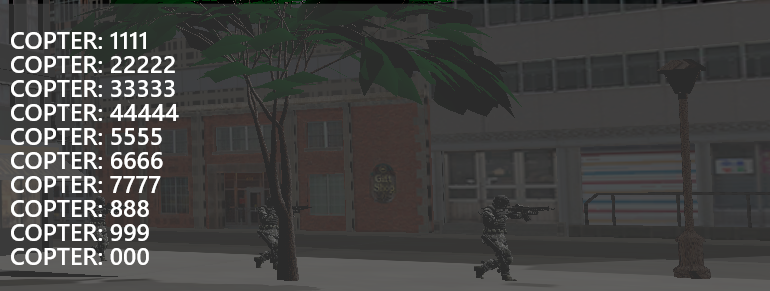 COPTER: 1111
COPTER: 22222
COPTER: 33333
COPTER: 44444
COPTER: 5555
COPTER: 6666
COPTER: 7777
COPTER: 888
COPTER: 999
COPTER: 000